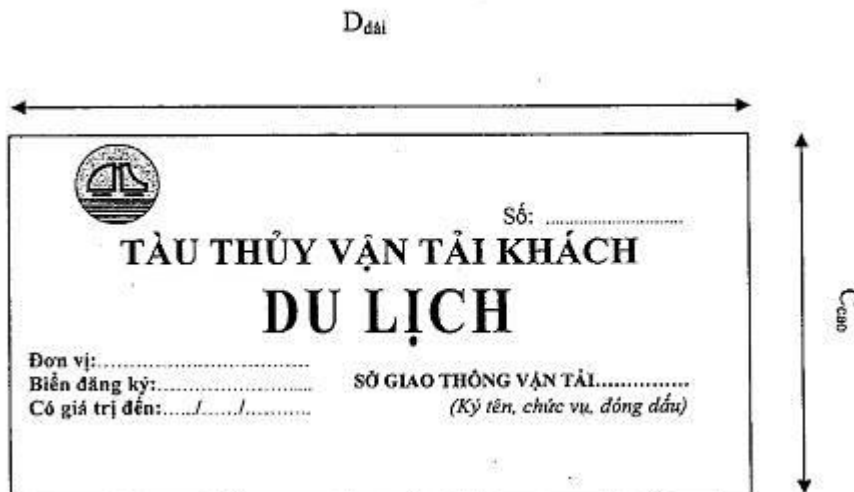 Ddài
Số: ............................
TÀU THỦY VẬN TẢI KHÁCH
DU LỊCH
Đơn vị:..........................................
Biển đăng ký:...............................
Có giá trị đến:...../....../...........
SỞ GIAO THÔNG VẬN TẢI................
(Ký tên, chức vụ, đóng dấu)
Ccao